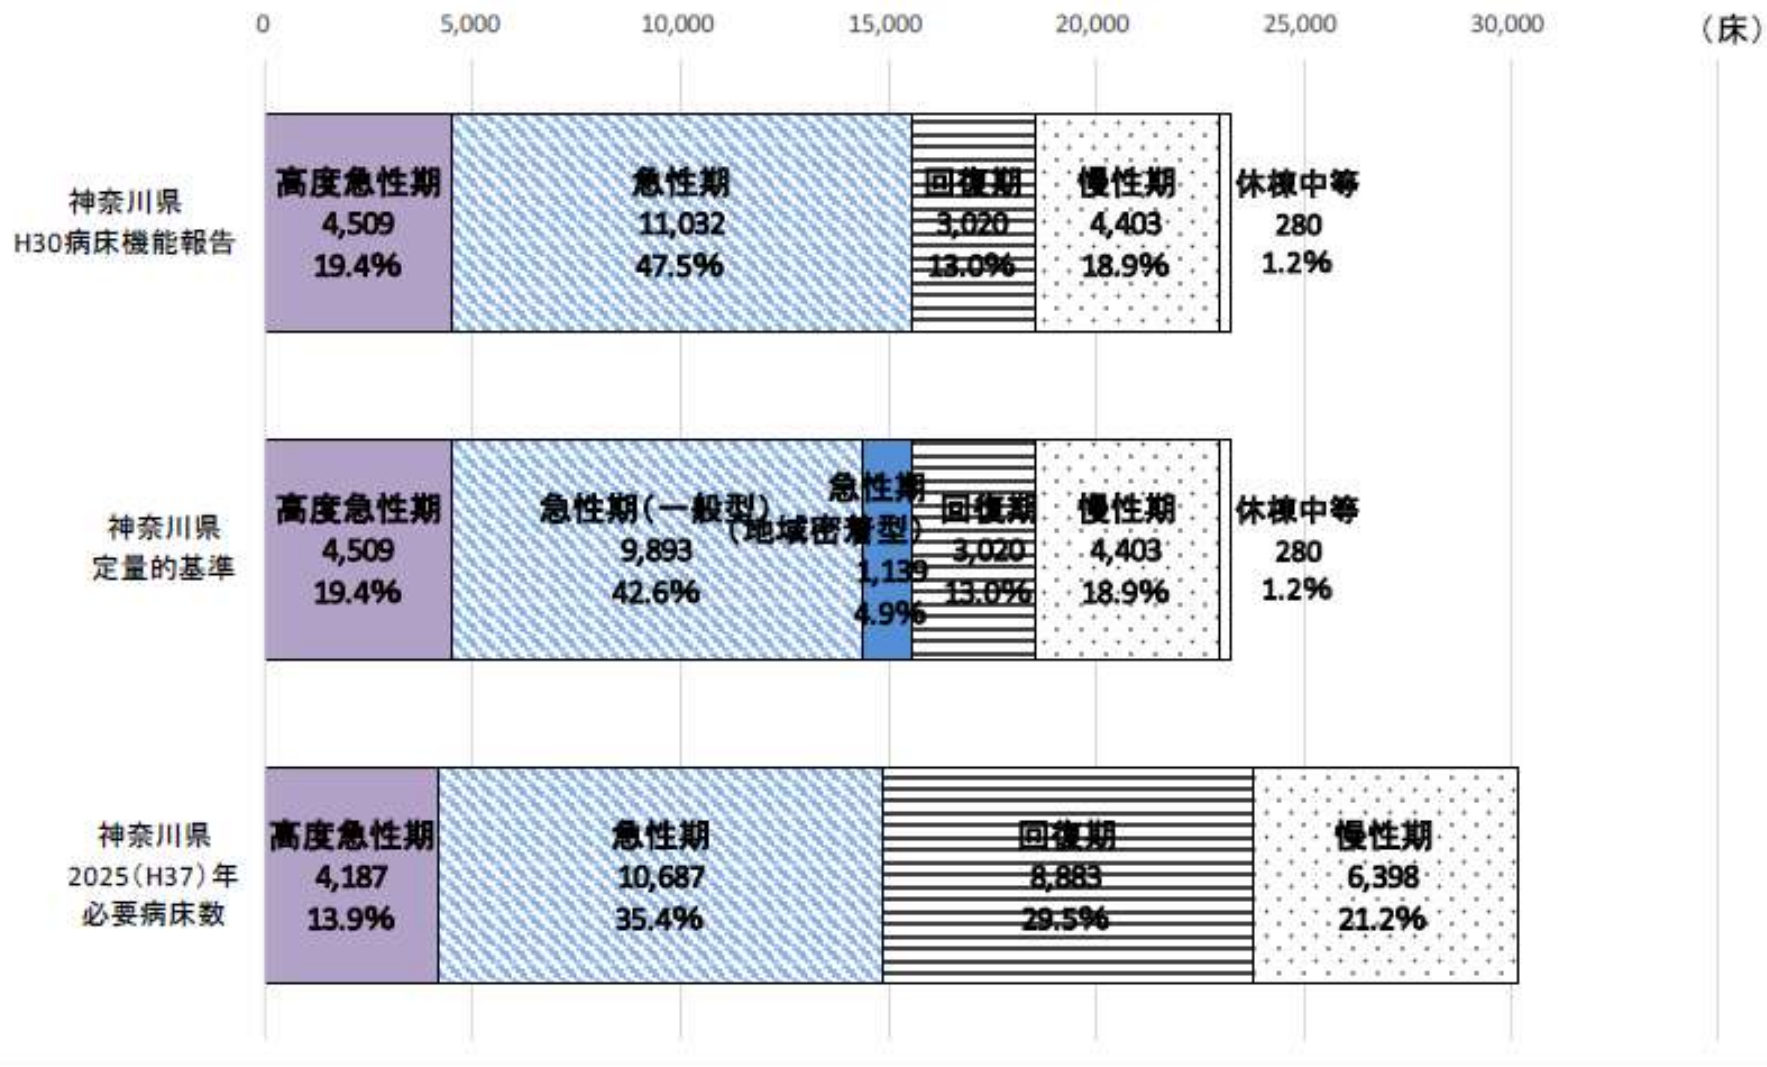 0 5,000 10,000 15,000 20,000 25,000 30,000 （床）
神奈川県
H30病床機能報告
高度急性期
4,509
19.4%
急性期
11,032
47.5%
回復期
3,020
13.0%
慢性期
4,403
18.9%
休棟中等
280
1.2%
神奈川県
定量的基準
高度急性期
4,509
19.4%
急性期（一般型）
9,893
42.6%
急性期
（地域密着型）
1,139
4.9%
回復期
3,020
13.0%
慢性期
4,403
18.9%
休棟中等
280
1.2%
神奈川県
2025（H37）年
必要病床数
高度急性期
4,187
13.9%
急性期
10,687
35.4%
回復期
8,883
29.5%
慢性期
6,398
21.2%